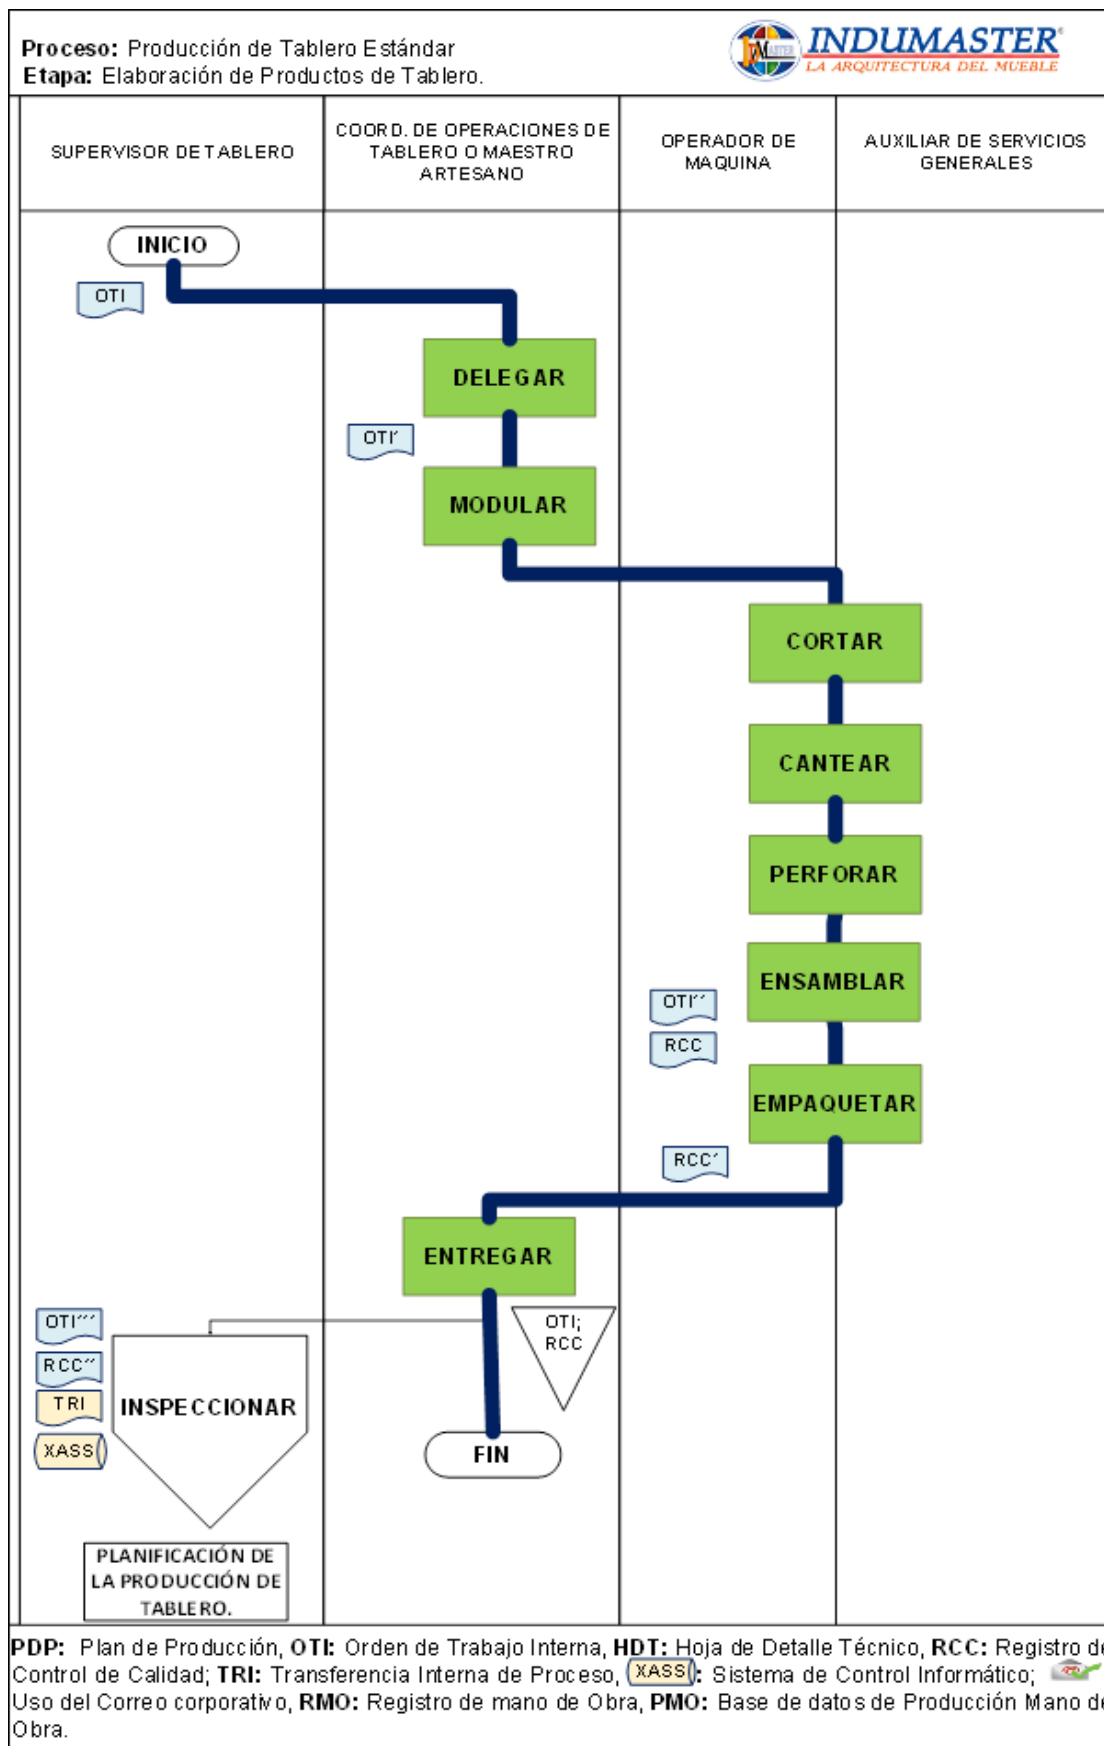 Proceso: Producción de Tablero Estándar
Etapa: Elaboración de Productos de Tablero.
INDUMASTER
LA ARQUITECTURA DEL MUEBLE
SUPERVISOR DE TABLERO
COORD. DE OPERACIONES DE
TABLERO O MAESTRO
ARTESANO
OPERADOR DE
MAQUINA
AUXILIAR DE SERVICIOS
GENERALES
INICIO
OTI
DELEGAR
OTI´
MODULAR
CORTAR
CANTEAR
PERFORAR
ENSAMBLAR
OTI´´
RCC
EMPAQUETAR
RCC´
ENTREGAR
OTI;
RCC
OTI´´´
RCC´´
TRI
XASS
INSPECCIONAR
FIN
PLANIFICACIÓN DE
LA PRODUCCIÓN DE
TABLERO.
PDP: Plan de Producción, OTI: Orden de Trabajo Interna, HDT: Hoja de Detalle Técnico, RCC: Registro de
Control de Calidad; TRI: Transferencia Interna de Proceso, XASS: Sistema de Control Informático;
Uso del Correo corporativo, RMO: Registro de mano de Obra, PMO: Base de datos de Producción Mano de
Obra.